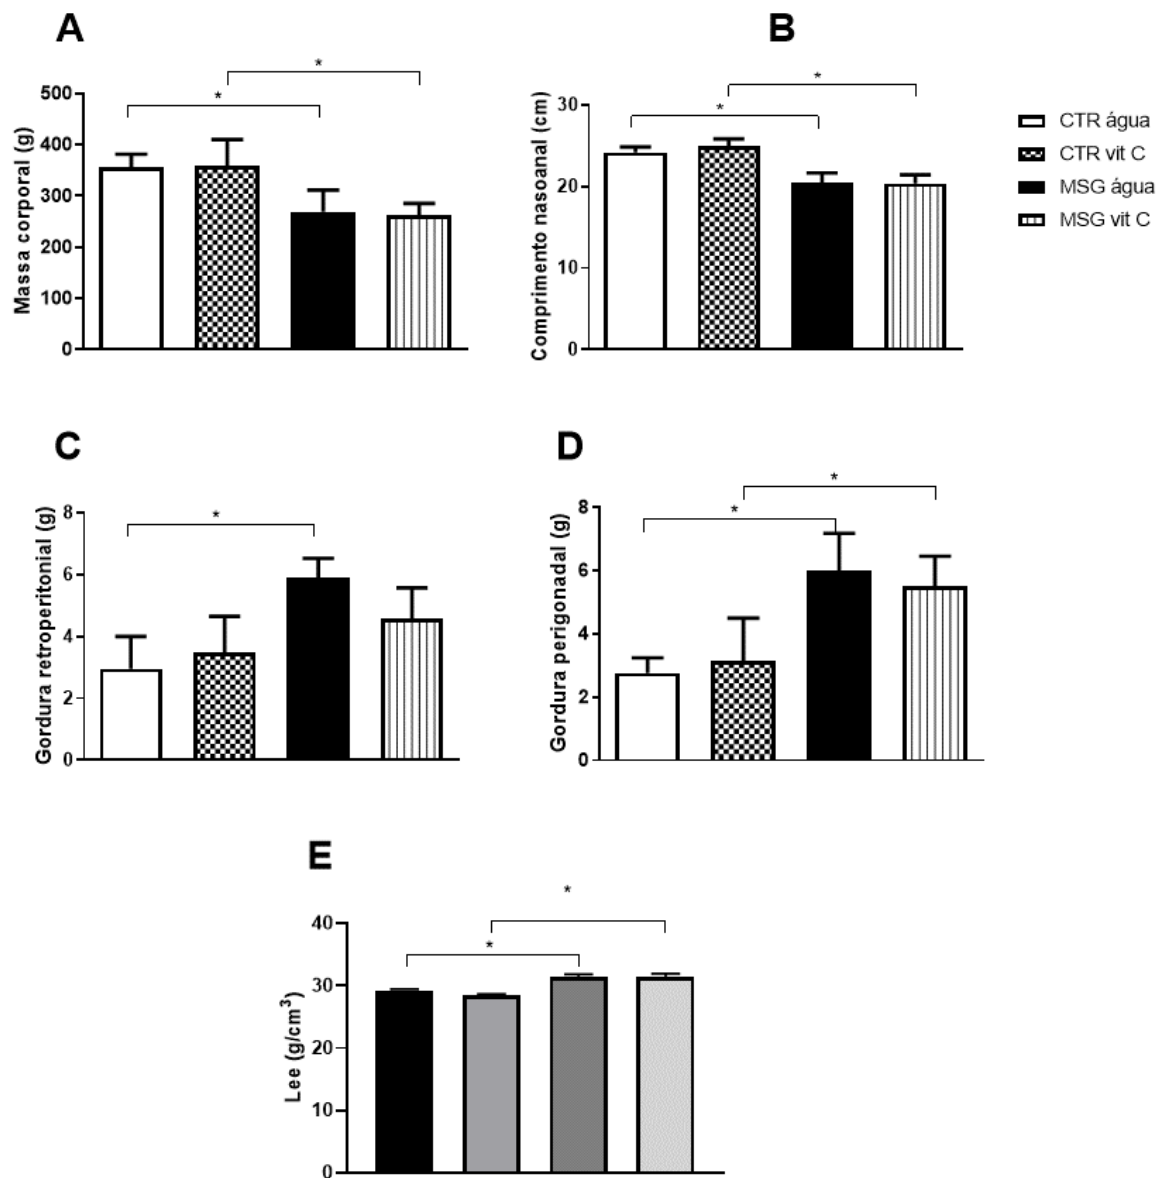 A
B
*
*
*
*
Massa corporal (g)
500
400
300
200
100
0
Comprimento nasoanal (cm)
30
20
10
0
CTR água
CTR vit C
MSG água
MSG vit C
C
D
*
*
*
Gordura retroperitonial (g)
8
6
4
2
0
Gordura perigonadal (g)
8
6
4
2
0
E
*
*
Lee (g/cm³)
40
30
20
10
0